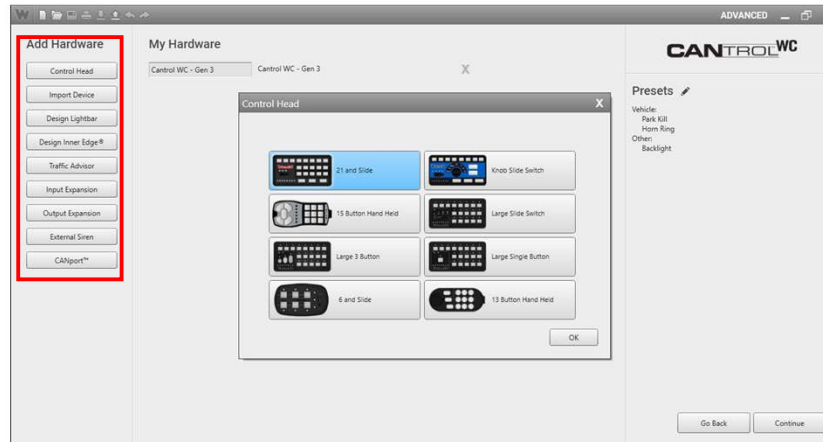 ADVANCED
Add Hardware
Control Head
Import Device
Design Lightbar
Design Inner Edge®
Traffic Advisor
Input Expansion
Output Expansion
External Siren
CANport™
My Hardware
Cantrol WC - Gen 3 Cantrol WC - Gen 3 X
Control Head X
21 and Slide Knob Slide Switch
15 Button Hand Held Large Slide Switch
Large 3 Button Large Single Button
6 and Slide 13 Button Hand Held
OK
CANTROL WC
Presets
Vehicle:
Park Kill
Horn Ring
Other:
Backlight
Go Back Continue